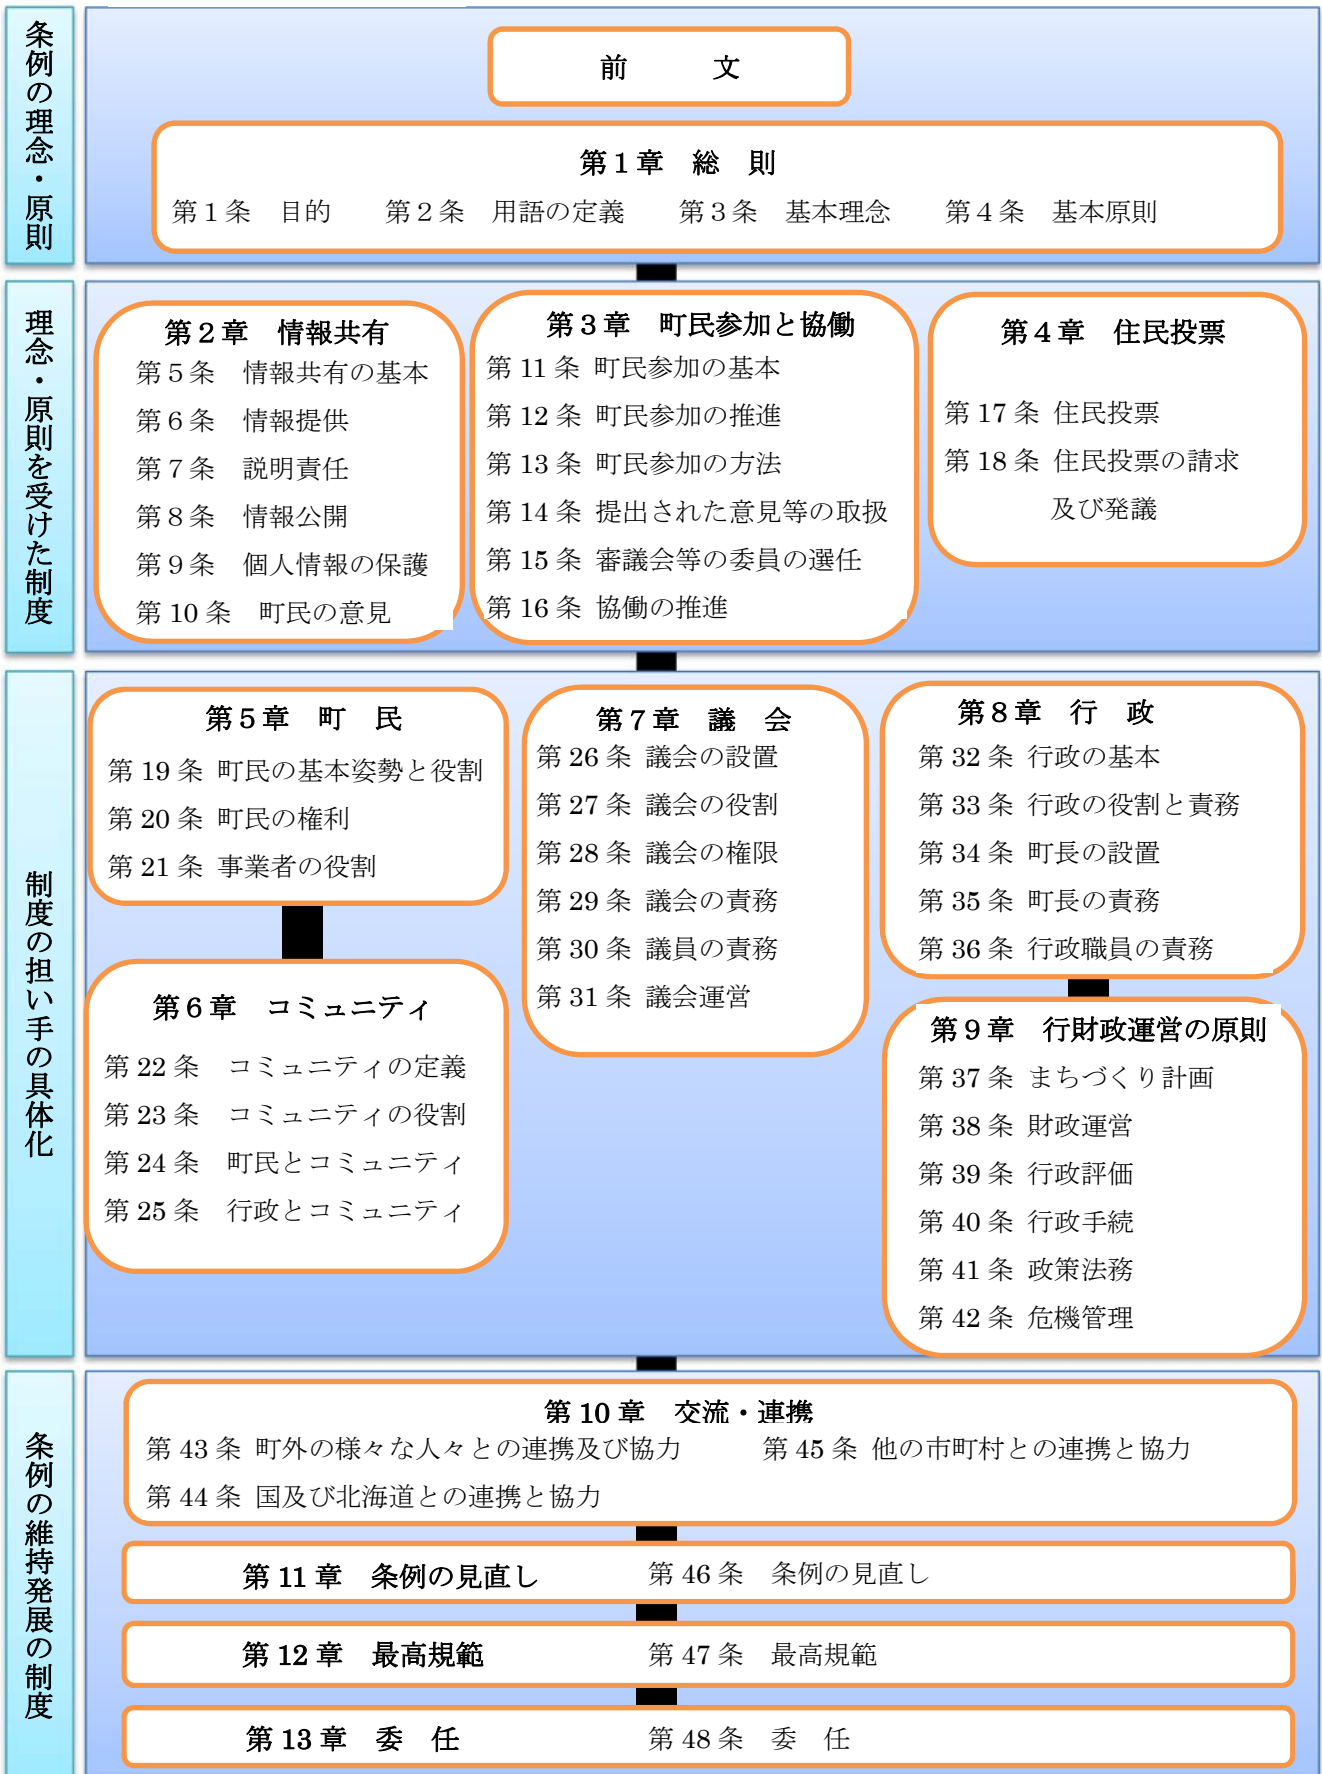 条例の理念・原則
前　　　文
第１章　総　則
第１条　目的　　第２条　用語の定義　　第３条　基本理念　　第４条　基本原則
理念・原則を受けた制度
第２章　情報共有
第５条　情報共有の基本
第６条　情報提供
第７条　説明責任
第８条　情報公開
第９条　個人情報の保護
第 10 条　町民の意見
第３章　町民参加と協働
第 11 条 町民参加の基本
第 12 条 町民参加の推進
第 13 条 町民参加の方法
第 14 条 提出された意見等の取扱
第 15 条 審議会等の委員の選任
第 16 条 協働の推進
第４章　住民投票
第 17 条 住民投票
第 18 条 住民投票の請求
及び発議
制度の担い手の具体化
第５章　町　民
第 19 条 町民の基本姿勢と役割
第 20 条 町民の権利
第 21 条 事業者の役割
第６章　コミュニティ
第 22 条　コミュニティの定義
第 23 条　コミュニティの役割
第 24 条　町民とコミュニティ
第 25 条　行政とコミュニティ
第７章　議　会
第 26 条 議会の設置
第 27 条 議会の役割
第 28 条 議会の権限
第 29 条 議会の責務
第 30 条 議員の責務
第 31 条 議会運営
第８章　行　政
第 32 条 行政の基本
第 33 条 行政の役割と責務
第 34 条 町長の設置
第 35 条 町長の責務
第 36 条 行政職員の責務
第９章　行財政運営の原則
第 37 条 まちづくり計画
第 38 条 財政運営
第 39 条 行政評価
第 40 条 行政手続
第 41 条 政策法務
第 42 条 危機管理
条例の維持発展の制度
第 10 章　交流・連携
第 43 条 町外の様々な人々との連携及び協力　　　第 45 条 他の市町村との連携と協力
第 44 条 国及び北海道との連携と協力
第 11 章　条例の見直し　　　　第 46 条　条例の見直し
第 12 章　最高規範　　　　第 47 条　最高規範
第 13 章　委　任　　　　第 48 条　委　任